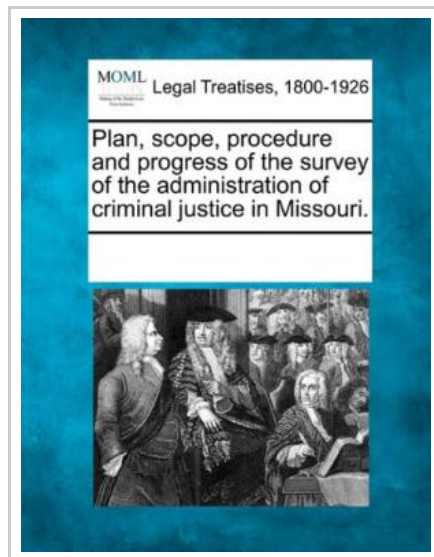 MOML
Legal Treatises, 1800-1926
Plan, scope, procedure
and progress of the survey
of the administration of
criminal justice in Missouri.